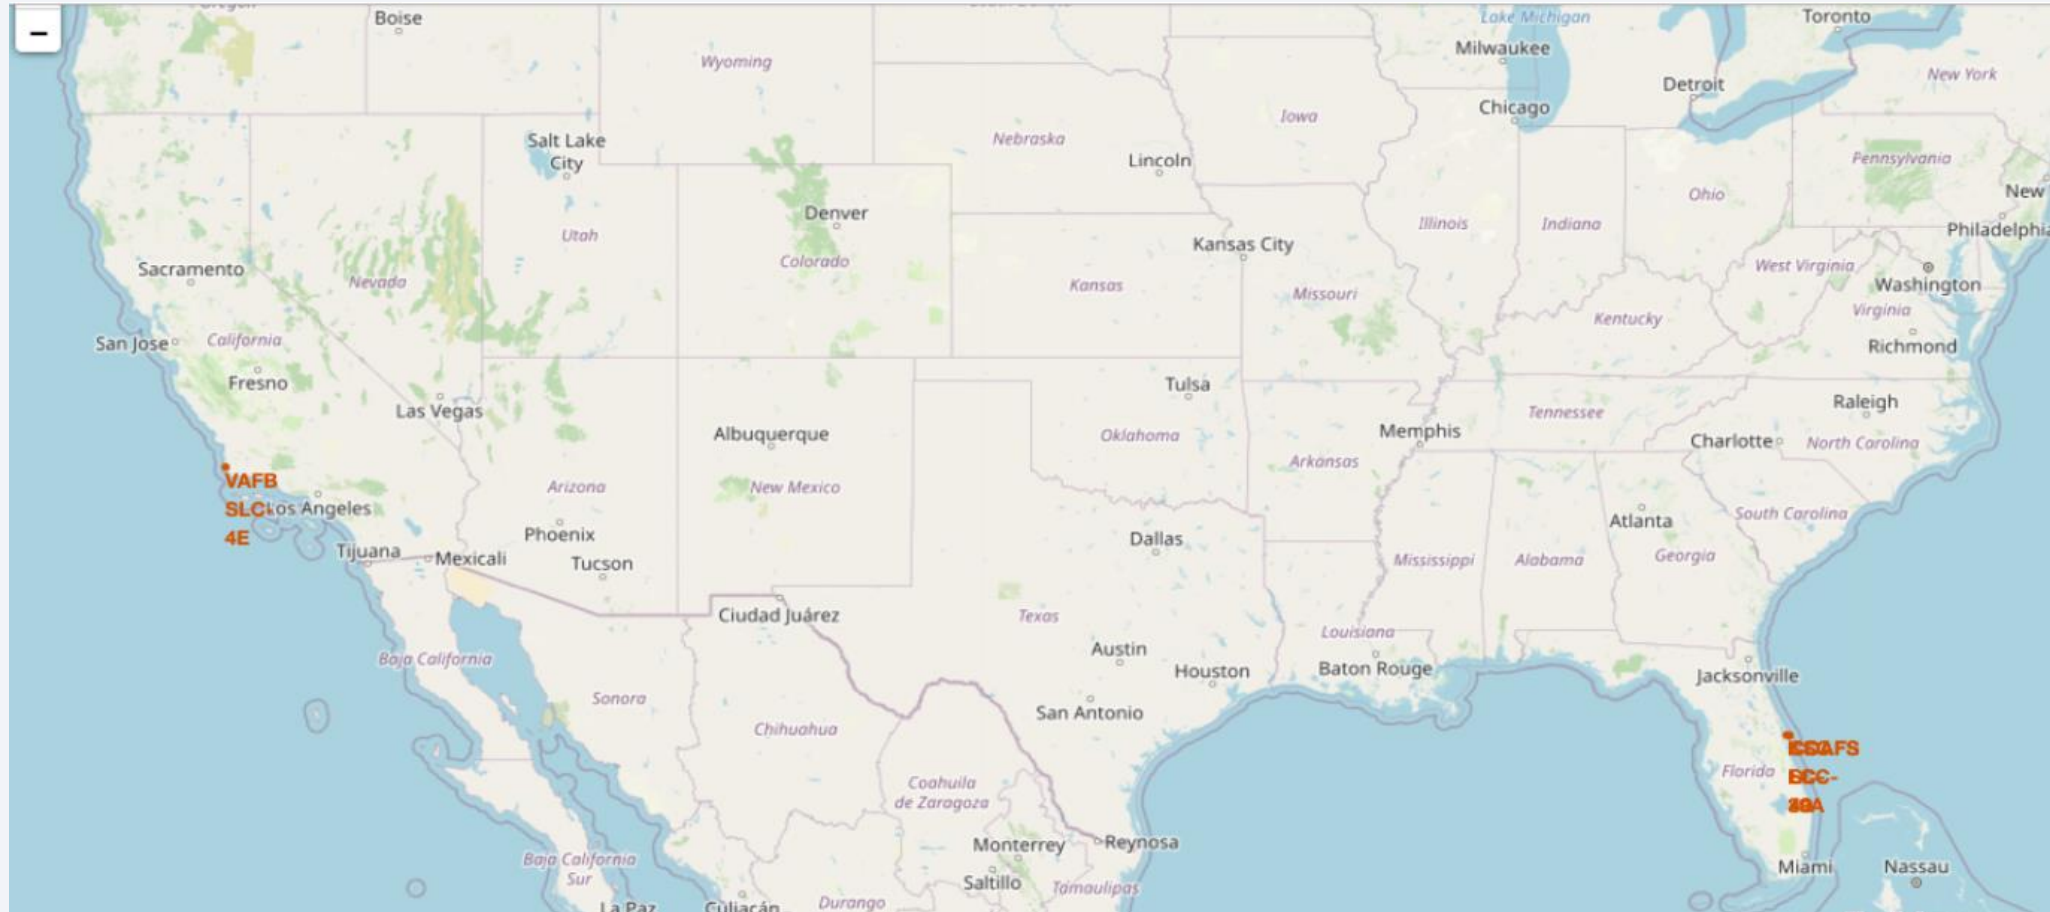 Boise
Toronto
Lake Michigan
Milwaukee
Wyoming
New York
Detroit
Chicago
Iowa
Salt Lake
City
Nebraska
Lincoln
Pennsylvania
New
Ohio
Denver
Illinois
Indiana
Philadelphia
Utah
Kansas City
Colorado
Sacramento
Nevada
Kansas
Missouri
West Virginia
Washington
Virginia
Kentucky
San Jose
California
Richmond
Fresno
Tulsa
Las Vegas
Tennessee
Raleigh
Albuquerque
Oklahoma
Memphis
Charlotte
North Carolina
Arkansas
VAFB
SLC-
4E
Arizona
New Mexico
Los Angeles
Atlanta
South Carolina
Phoenix
Dallas
Tijuana
Mexicali
Tucson
Mississippi
Alabama
Georgia
Ciudad Juárez
Texas
Louisiana
Austin
Baja California
Houston
Baton Rouge
Jacksonville
Sonora
San Antonio
Chihuahua
Florida
Coahuila
de Zaragoza
Monterrey
Reynosa
Baja California
Sur
Miami
Nassau
Saltillo
Tamaulipas
La Paz
Culiacán
Durango